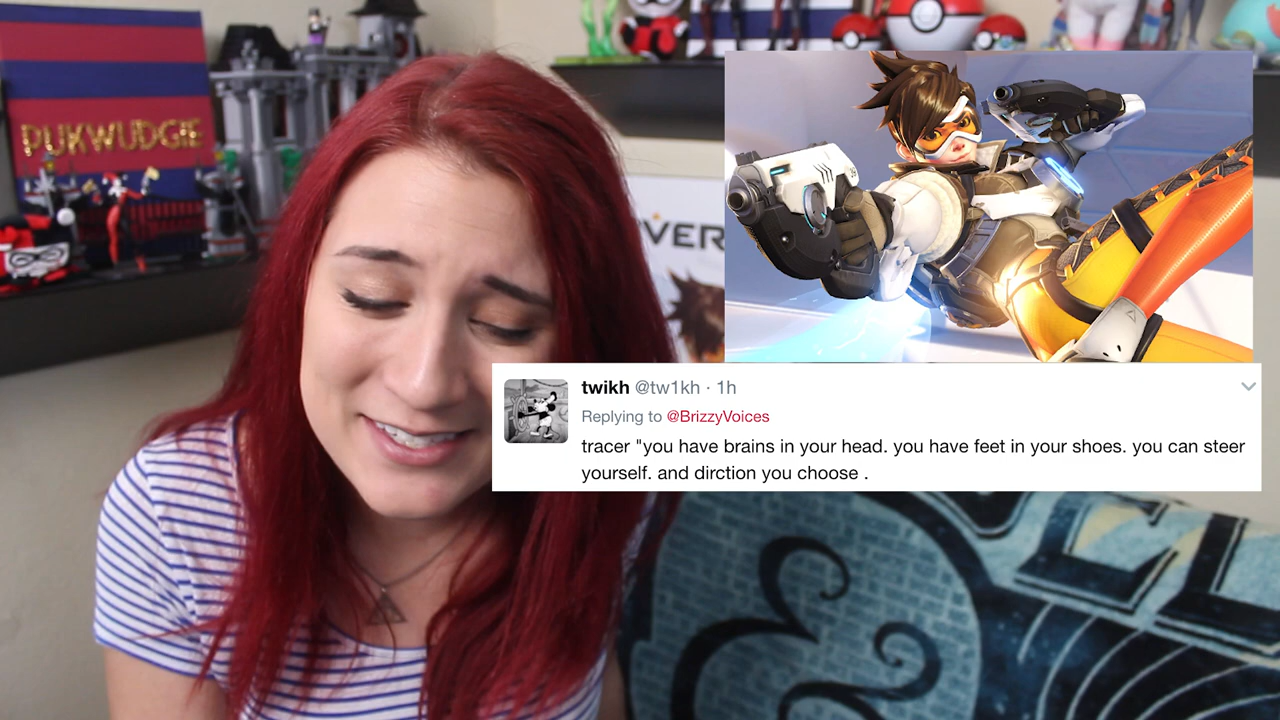 PUKWUDGIE
VER
twikh @tw1kh · 1h
Replying to @BrizzyVoices
tracer "you have brains in your head. you have feet in your shoes. you can steer
yourself. and dirction you choose .